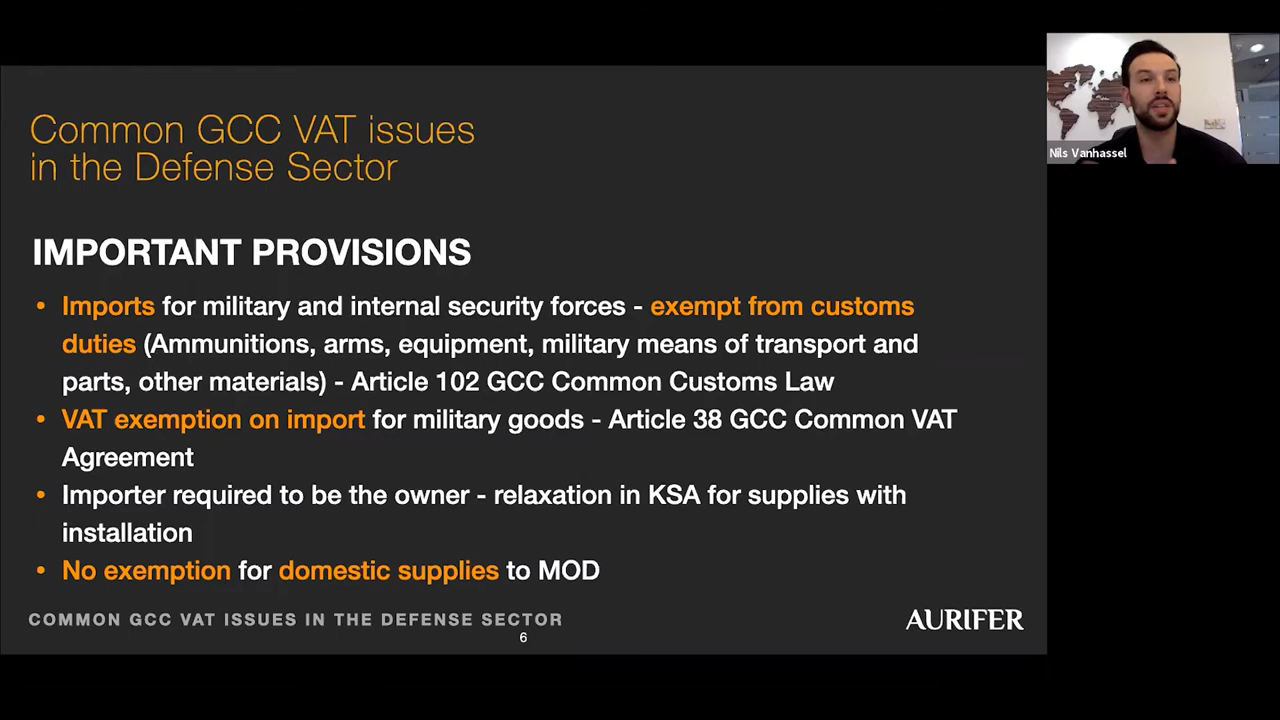 Common GCC VAT issues
in the Defense Sector
IMPORTANT PROVISIONS
• Imports for military and internal security forces - exempt from customs
duties (Ammunitions, arms, equipment, military means of transport and
parts, other materials) - Article 102 GCC Common Customs Law
• VAT exemption on import for military goods - Article 38 GCC Common VAT
Agreement
• Importer required to be the owner - relaxation in KSA for supplies with
installation
• No exemption for domestic supplies to MOD
COMMON GCC VAT ISSUES IN THE DEFENSE SECTOR
6
AURIFER
Nils Vanhassel